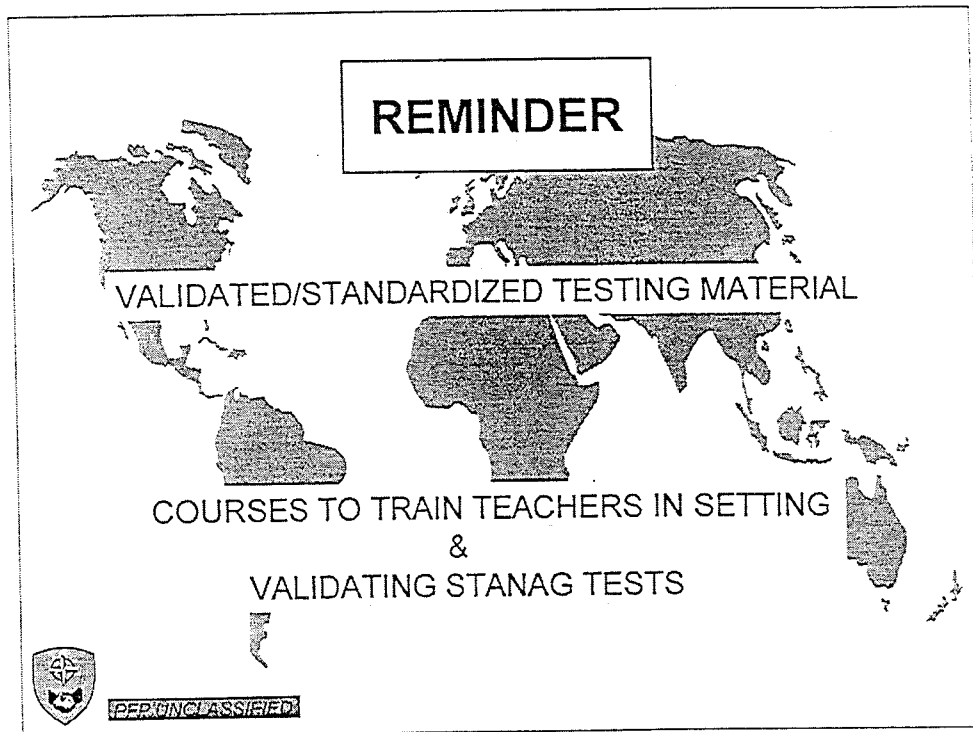 REMINDER
VALIDATED/STANDARDIZED TESTING MATERIAL
COURSES TO TRAIN TEACHERS IN SETTING
&
VALIDATING STANAG TESTS
PFP UNCLASSIFIED